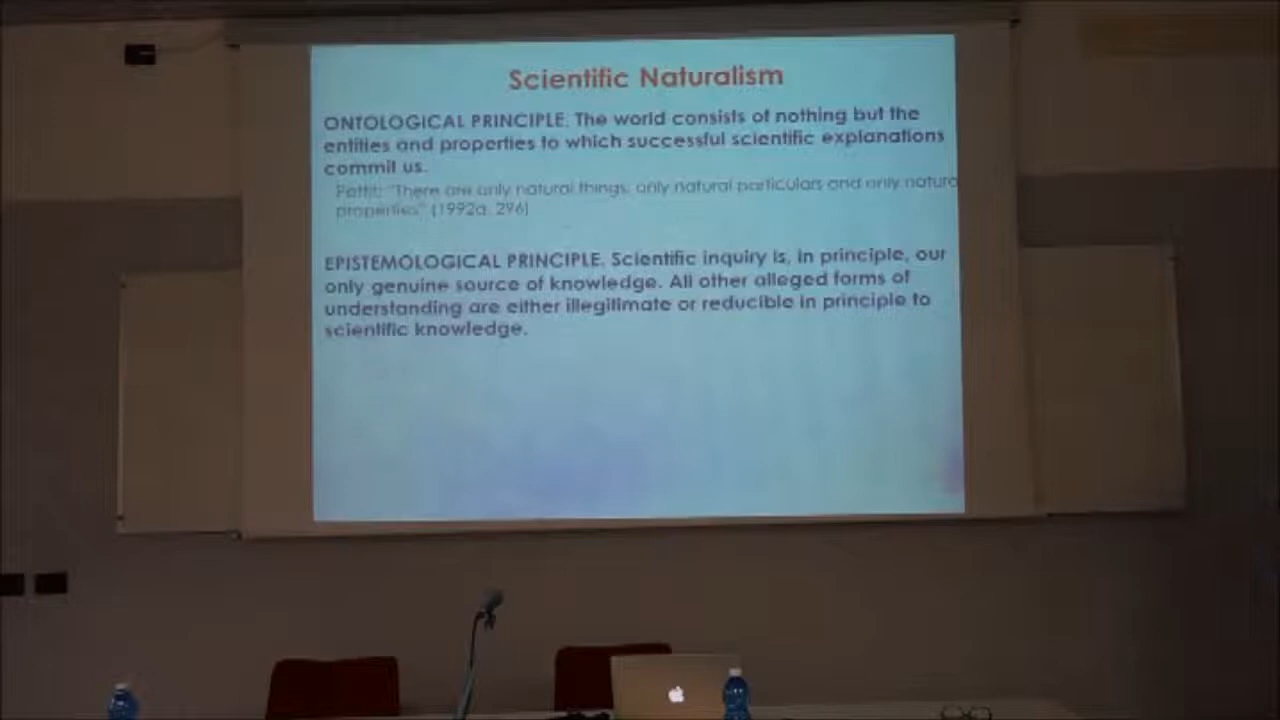 Scientific Naturalism
ONTOLOGICAL PRINCIPLE. The world consists of nothing but the
entities and properties to which successful scientific explanations
commit us.
Pettit: "There are only natural things, only natural particulars and only natura
properties" (1992a, 296)
EPISTEMOLOGICAL PRINCIPLE. Scientific inquiry is, in principle, our
only genuine source of knowledge. All other alleged forms of
understanding are either illegitimate or reducible in principle to
scientific knowledge.